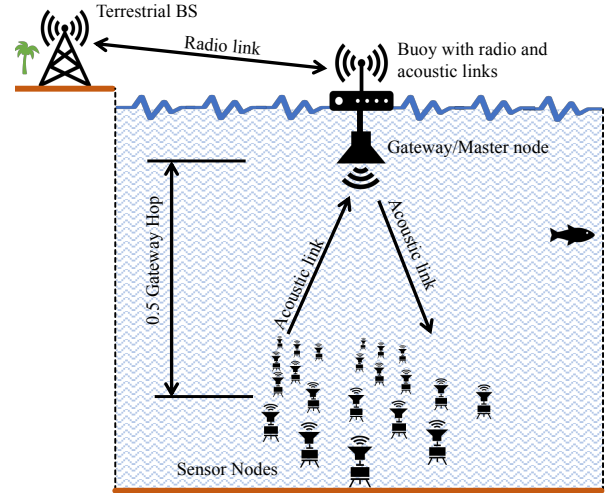 Terrestrial BS
Radio link
Buoy with radio and
acoustic links
Gateway/Master node
0.5 Gateway Hop
Acoustic link
Acoustic link
Sensor Nodes